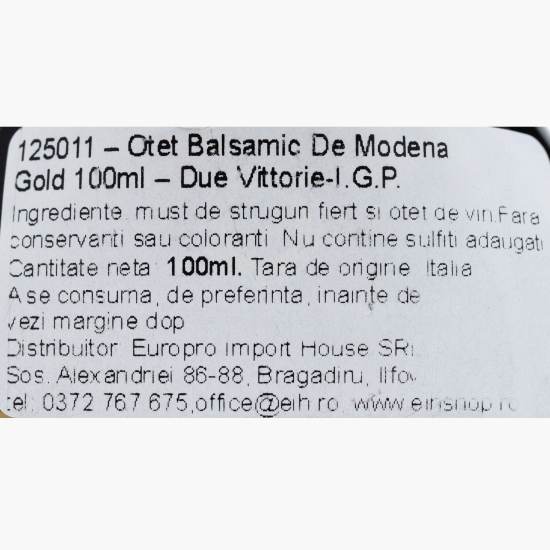 125011 – Otet Balsamic De Modena
Gold 100ml – Due Vittorie-I.G.P.
Ingrediente: must de struguri fiert si otet de vin.Fara
conservanti sau coloranti. Nu contine sulfiti adaugati
Cantitate neta: 100ml. Tara de origine: Italia
A se consuma, de preferinta, inainte de
vezi margine dop
Distribuitor: Europro Import House SRL
Sos. Alexandriei 86-88, Bragadiru, Ilfov
tel: 0372 767 675,office@eih.ro, www.eihshop.ro